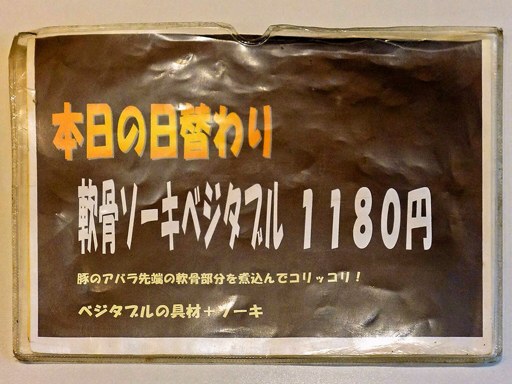 本日の日替わり
軟骨ソーキベジタブル 1180円
豚のアバラ先端の軟骨部分を煮込んでコリッコリ！
ベジタブルの具材＋ソーキ